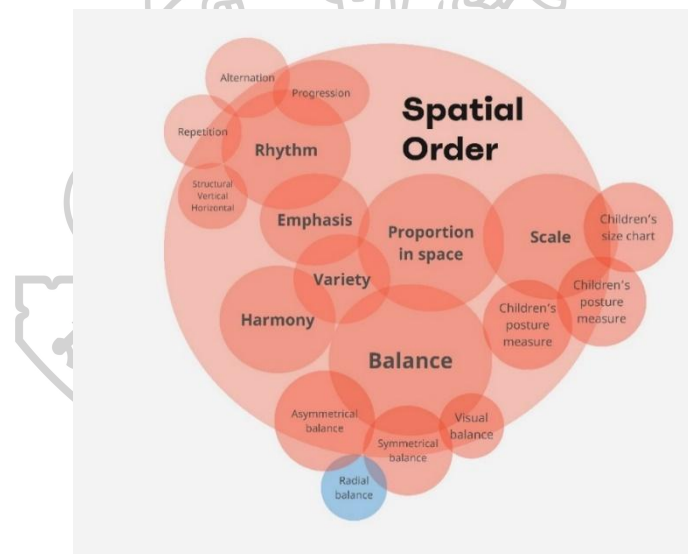 Spatial
Order
Alternation
Progression
Repetition
Rhythm
Structural
Vertical
Horizontal
Emphasis
Proportion
in space
Scale
Children's
size chart
Variety
Harmony
Children's
posture
measure
Children's
posture
measure
Balance
Asymmetrical
balance
Symmetrical
balance
Visual
balance
Radial
balance